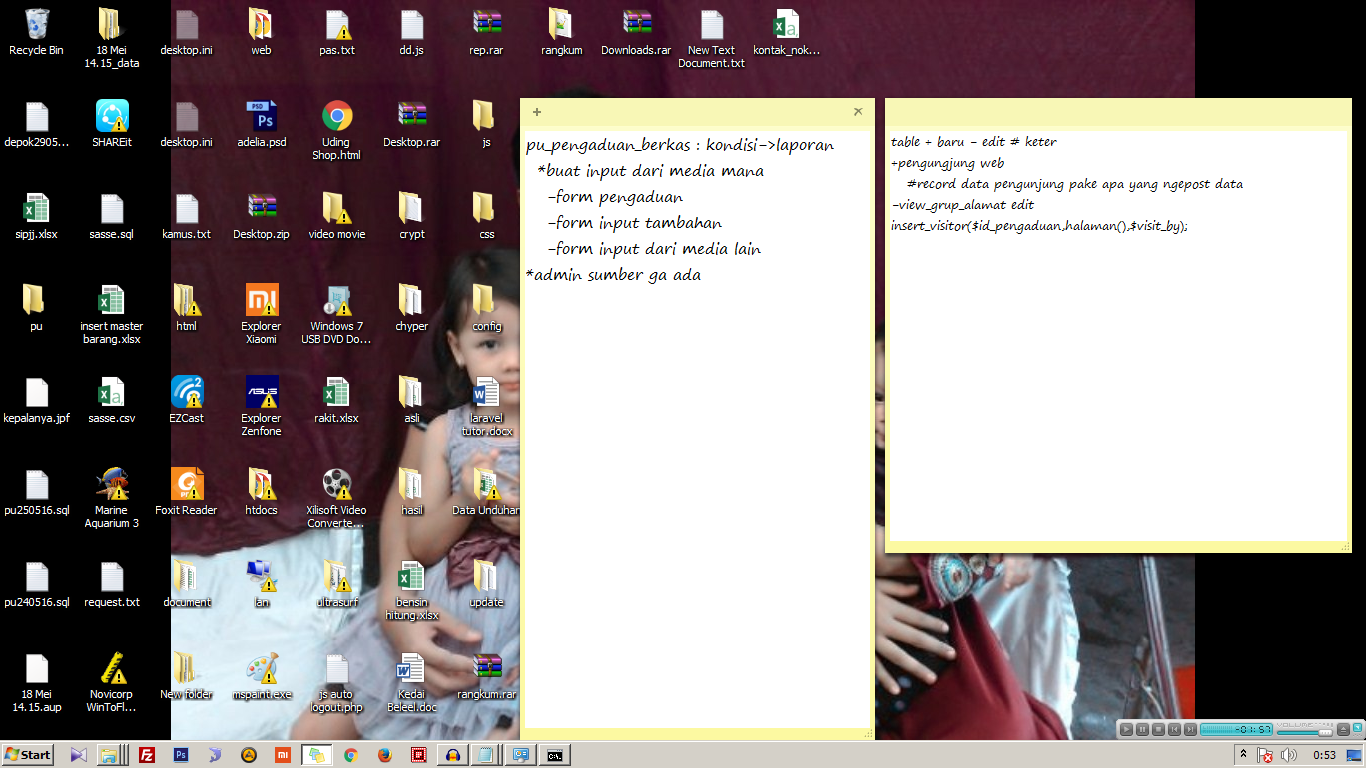 Recycle Bin
18 Mei
14.15_data
desktop.ini
web
pas.txt
dd.js
rep.rar
rangkum
Downloads.rar
New Text
Document.txt
kontak_nok...
depok2905...
SHAREit
desktop.ini
adelia.psd
Uding
Shop.html
Desktop.rar
js
sipjj.xlsx
sasse.sql
kamus.txt
Desktop.zip
video movie
crypt
css
pu
insert master
barang.xlsx
html
Explorer
Xiaomi
Windows 7
USB DVD Do...
chyper
config
kepalanya.jpf
sasse.csv
EZCast
Explorer
Zenfone
rakit.xlsx
asli
laravel
tutor.docx
pu250516.sql
Marine
Aquarium 3
Foxit Reader
htdocs
Xilisoft Video
Converte...
hasil
Data Unduhan
pu240516.sql
request.txt
document
lan
ultrasurf
bensin
hitung.xlsx
update
18 Mei
14.15.aup
Novicorp
WinToFl...
New folder
mspaint.exe
js auto
logout.php
Kedai
Beleel.doc
rangkum.rar
pu_pengaduan_berkas : kondisi->laporan
*buat input dari media mana
-form pengaduan
-form input tambahan
-form input dari media lain
*admin sumber ga ada
table + baru - edit # keter
+pengungjung web
#record data pengunjung pake apa yang ngepost data
-view_grup_alamat edit
insert_visitor($id_pengaduan,halaman(),$visit_by);
-01:57
VOLUME
Start
0:53